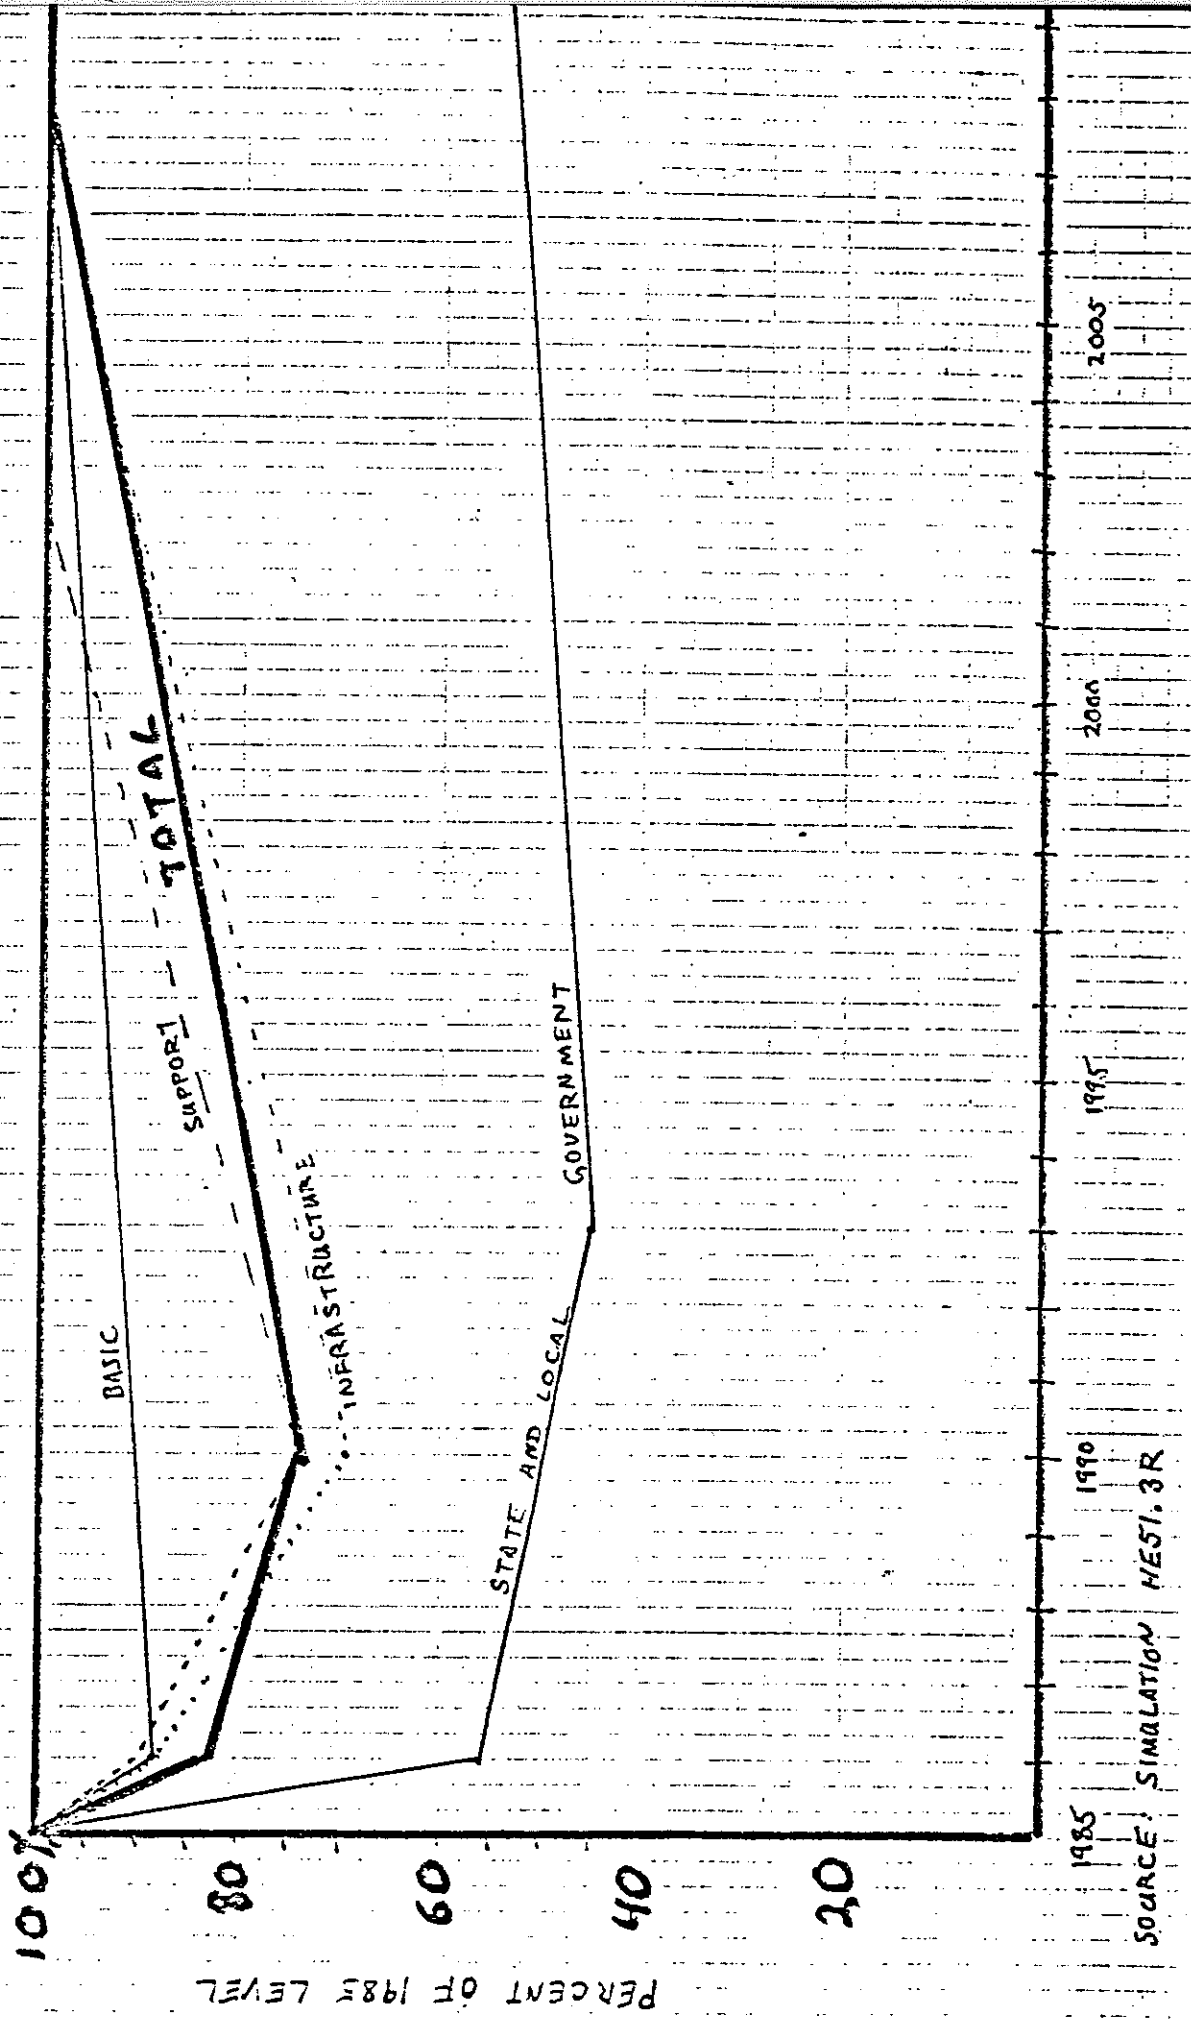 100%
80
60
40
20
PERCENT OF 1985 LEVEL
BASIC
SUPPORT
TOTAL
INFRASTRUCTURE
STATE AND LOCAL GOVERNMENT
1985
1990
1995
2000
2005
SOURCE: SIMULATION HES1.3R